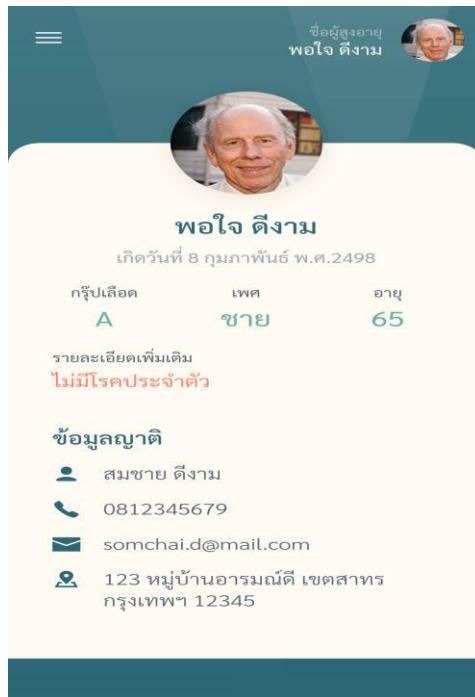 ชื่อผู้สูงอายุ
พอใจ ดีงาม
พอใจ ดีงาม
เกิดวันที่ 8 กุมภาพันธ์ พ.ศ.2498
กรุ๊ปเลือด เพศ อายุ
A ชาย 65
รายละเอียดเพิ่มเติม
ไม่มีโรคประจำตัว
ข้อมูลญาติ
สมชาย ดีงาม
0812345679
somchai.d@mail.com
123 หมู่บ้านอารมณ์ดี เขตสาทร
กรุงเทพฯ 12345